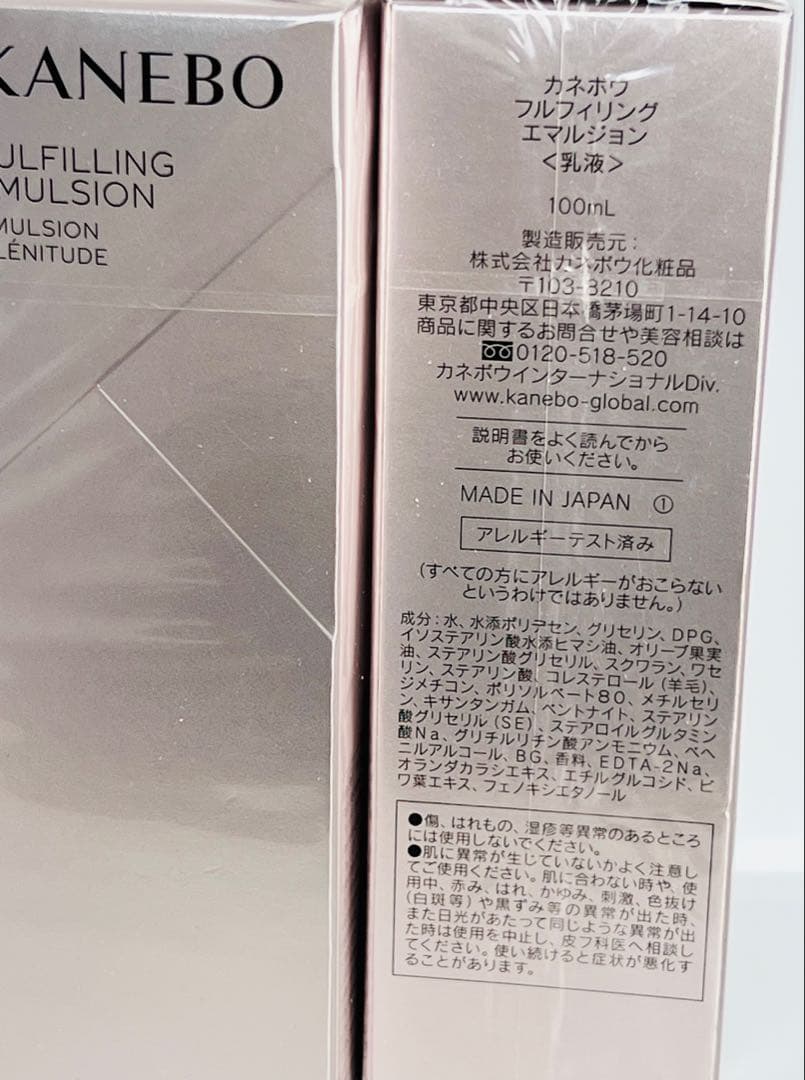 KANEBO
ULFILLING
MULSION
MULSION
LÉNITUDE
カネボウ
フルフィリング
エマルジョン
<乳液>
100mL
製造販売元:
株式会社カネボウ化粧品
〒103-8210
東京都中央区日本橋茅場町1-14-10
商品に関するお問合せや美容相談は
0120-518-520
カネボウインターナショナルDiv.
www.kanebo-global.com
説明書をよく読んでから
お使いください。
MADE IN JAPAN ①
アレルギーテスト済み
(すべての方にアレルギーがおこらない
というわけではありません。)
成分:水、水添ポリデセン、グリセリン、DPG、
イソステアリン酸水添ヒマシ油、オリーブ果実
油、ステアリン酸グリセリル、スクワラン、ワセ
リン、ステアリン酸、コレステロール(羊毛)、
ジメチコン、ポリソルベート80、メチルセリ
ン、キサンタンガム、ベントナイト、ステアリン
酸グリセリル(SE)、ステアロイルグルタミン
酸Na、グリチルリチン酸アンモニウム、ベヘ
ニルアルコール、BG、香料、EDTA-2Na、
オランダカラシエキス、エチルグルコシド、ビ
ワ葉エキス、フェノキシエタノール
●傷、はれもの、湿疹等異常のあるところ
には使用しないでください。
●肌に異常が生じていないかよく注意し
てご使用ください。肌に合わない時や、使
用中、赤み、はれ、かゆみ、刺激、色抜け
(白斑等)や黒ずみ等の異常が出た時、
また日光があたって同じような異常が出
た時は使用を中止し、皮フ科医へ相談し
てください。使い続けると症状が悪化す
ることがあります。